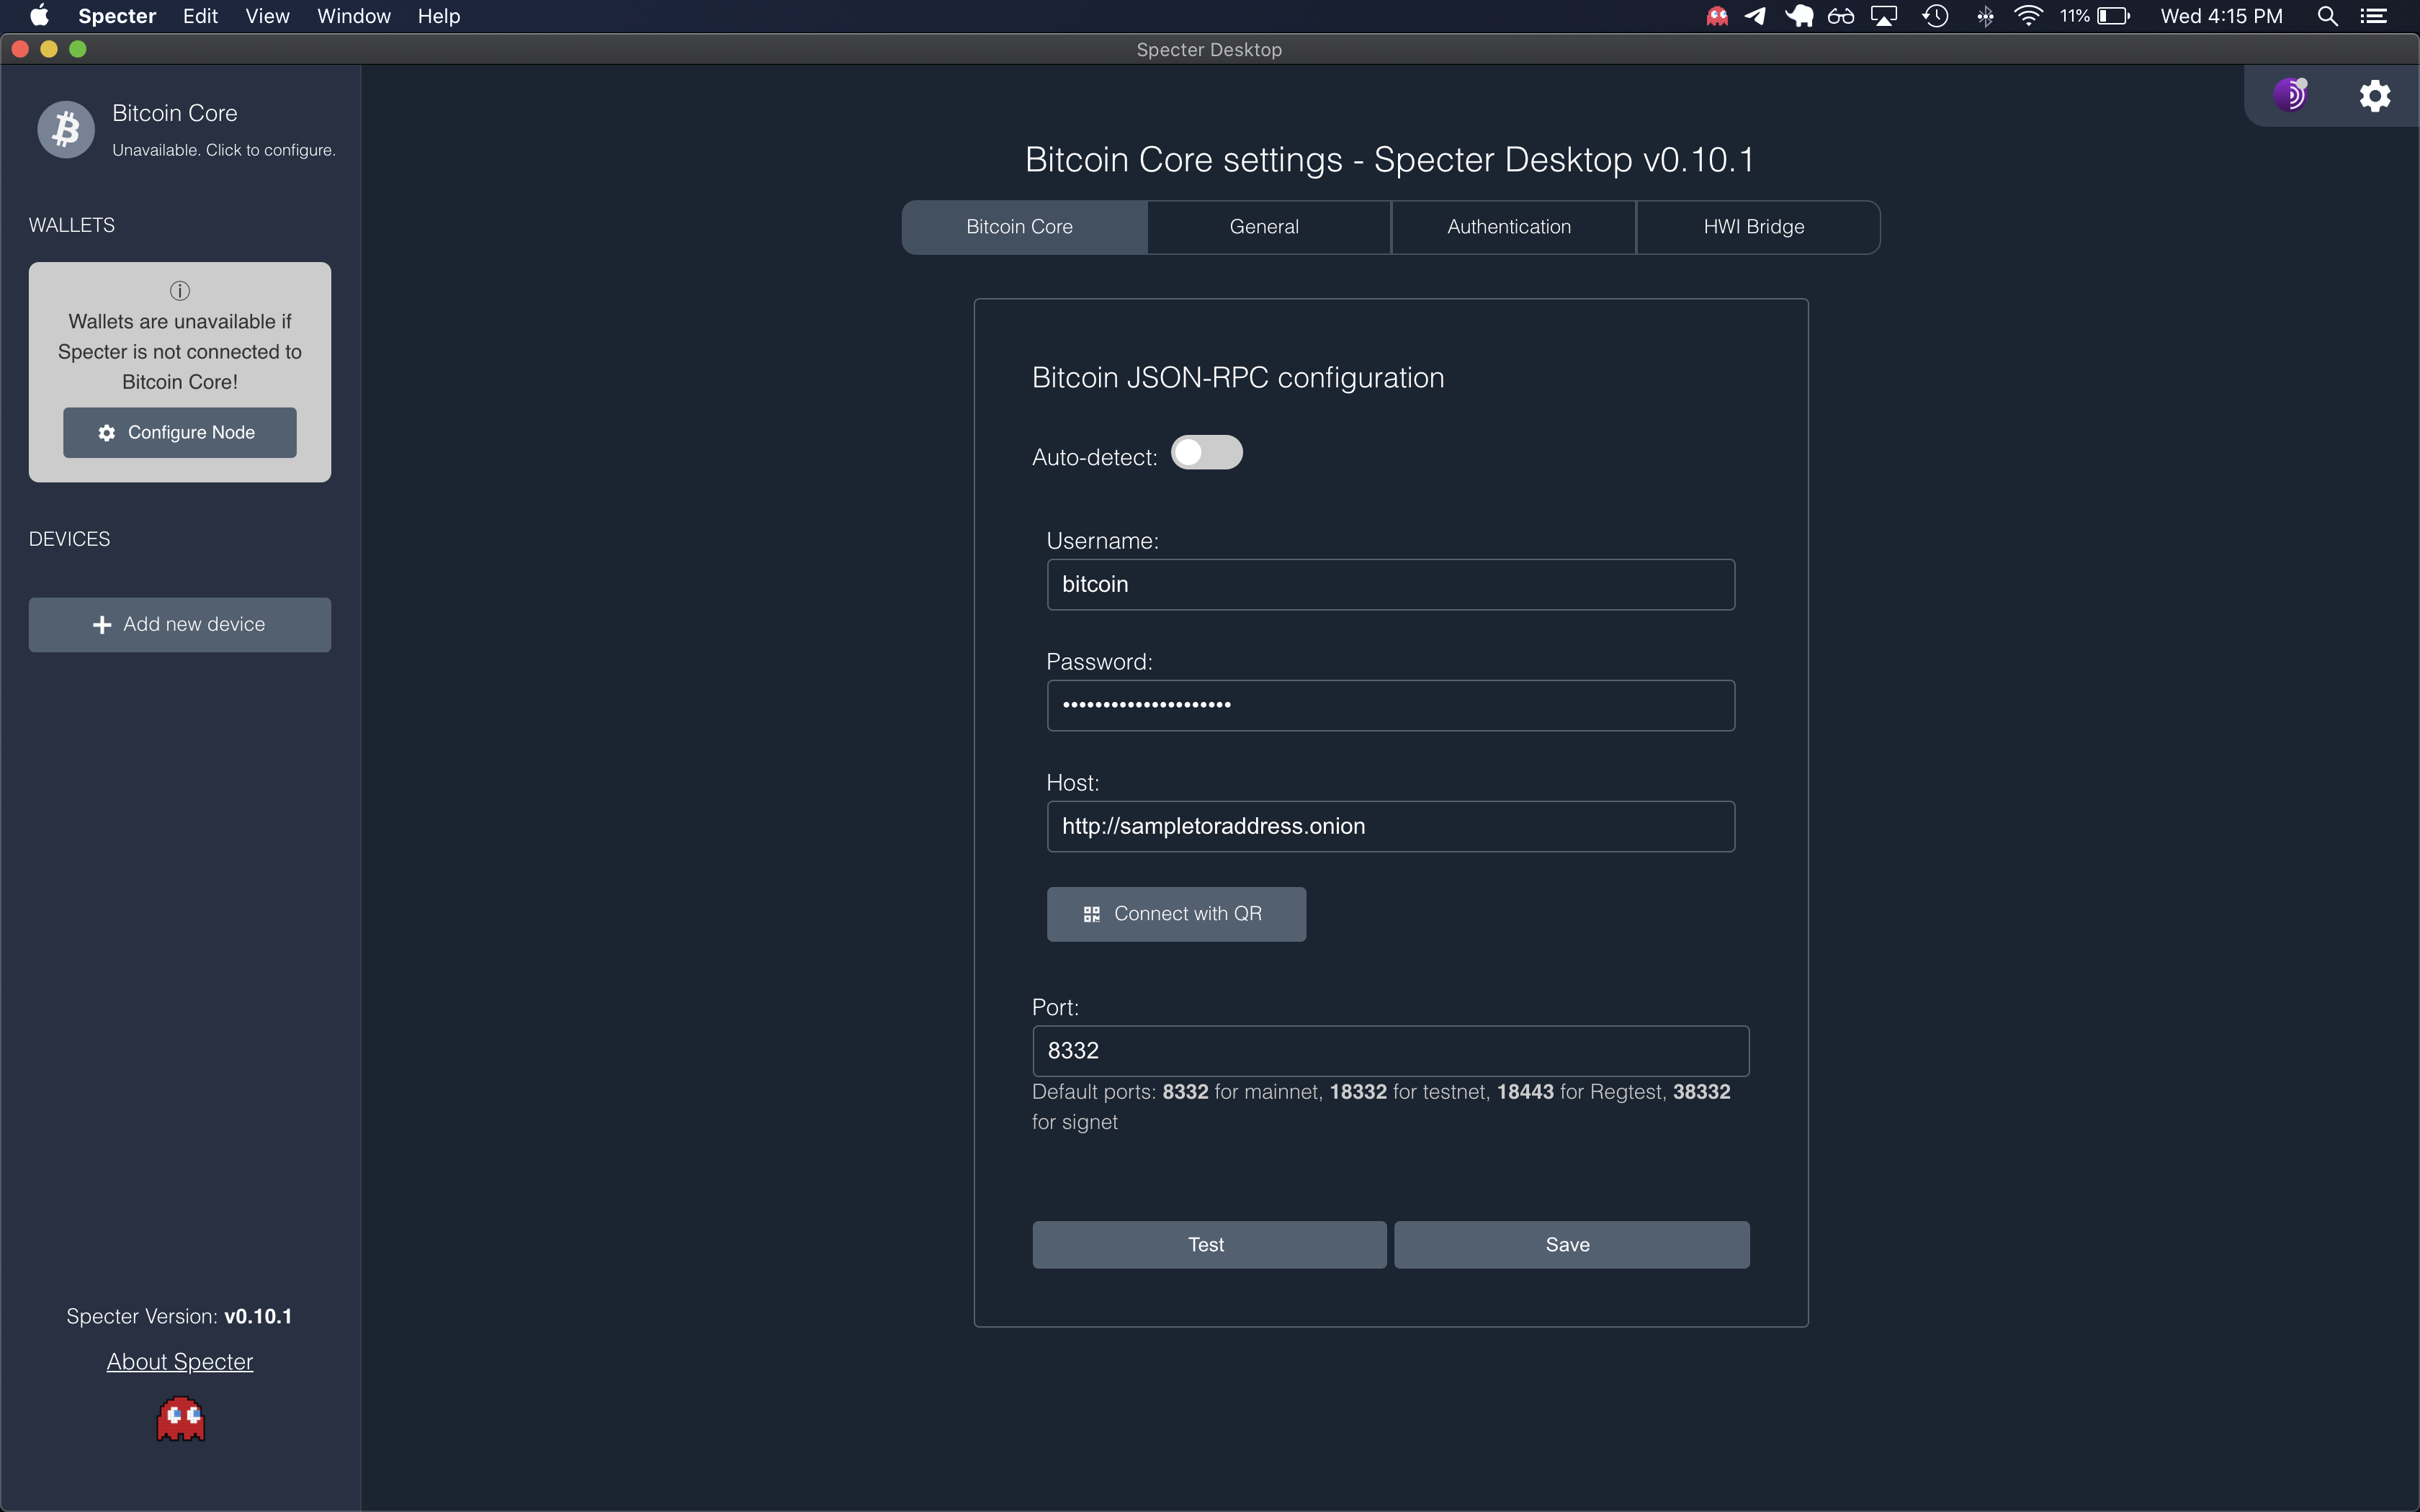 Specter Edit View Window Help
11% Wed 4:15 PM
Specter Desktop
Bitcoin Core
Unavailable. Click to configure.
WALLETS
Wallets are unavailable if
Specter is not connected to
Bitcoin Core!
Configure Node
DEVICES
Add new device
Specter Version: v0.10.1
About Specter
Bitcoin Core settings - Specter Desktop v0.10.1
Bitcoin Core General Authentication HWI Bridge
Bitcoin JSON-RPC configuration
Auto-detect:
Username:
bitcoin
Password:
•••••••••••••••••••••
Host:
http://sampletoraddress.onion
Connect with QR
Port:
8332
Default ports: 8332 for mainnet, 18332 for testnet, 18443 for Regtest, 38332
for signet
Test Save